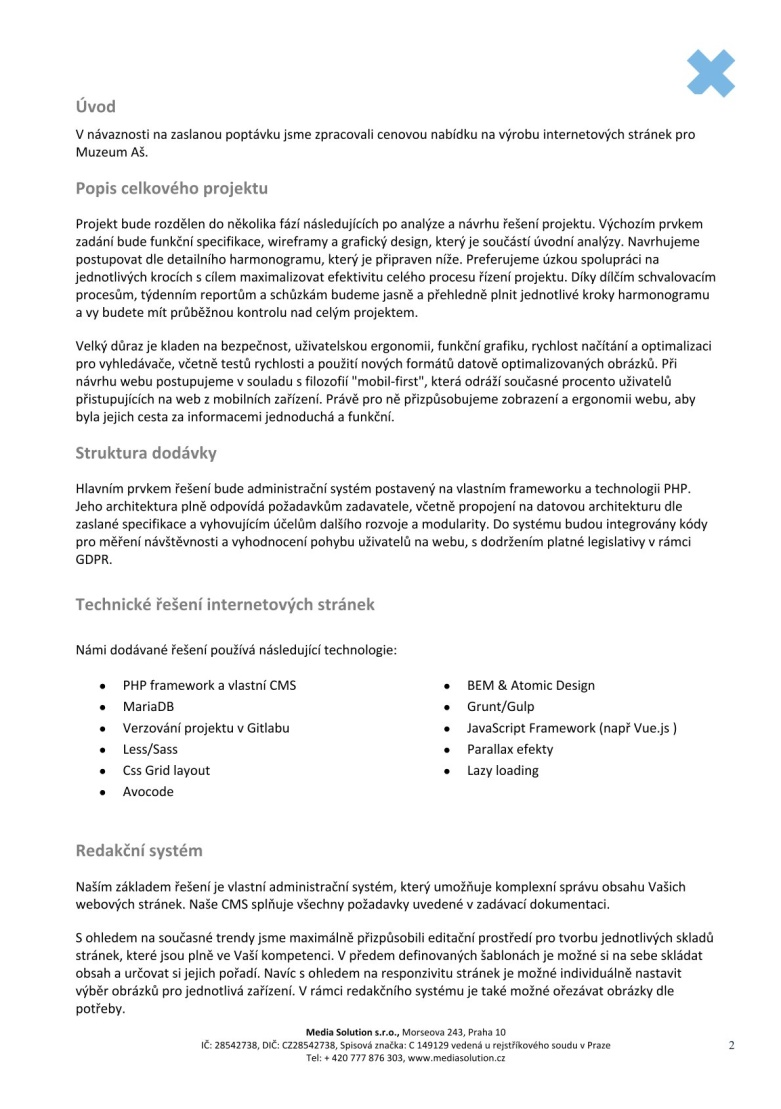 Úvod
V návaznosti na zaslanou poptávku jsme zpracovali cenovou nabídku na výrobu internetových stránek pro
Muzeum Aš.
Popis celkového projektu
Projekt bude rozdělen do několika fází následujících po analýze a návrhu řešení projektu. Výchozím prvkem
zadání bude funkční specifikace, wireframy a grafický design, který je součástí úvodní analýzy. Navrhujeme
postupovat dle detailního harmonogramu, který je připraven níže. Preferujeme úzkou spolupráci na
jednotlivých krocích s cílem maximalizovat efektivitu celého procesu řízení projektu. Díky dílčím schvalovacím
procesům, týdenním reportům a schůzkám budeme jasně a přehledně plnit jednotlivé kroky harmonogramu
a vy budete mít průběžnou kontrolu nad celým projektem.
Velký důraz je kladen na bezpečnost, uživatelskou ergonomii, funkční grafiku, rychlost načítání a optimalizaci
pro vyhledávače, včetně testů rychlosti a použití nových formátů datově optimalizovaných obrázků. Při
návrhu webu postupujeme v souladu s filozofií "mobil-first", která odráží současné procento uživatelů
přistupujících na web z mobilních zařízení. Právě pro ně přizpůsobujeme zobrazení a ergonomii webu, aby
byla jejich cesta za informacemi jednoduchá a funkční.
Struktura dodávky
Hlavním prvkem řešení bude administrační systém postavený na vlastním frameworku a technologii PHP.
Jeho architektura plně odpovídá požadavkům zadavatele, včetně propojení na datovou architekturu dle
zaslané specifikace a vyhovujícím účelům dalšího rozvoje a modularity. Do systému budou integrovány kódy
pro měření návštěvnosti a vyhodnocení pohybu uživatelů na webu, s dodržením platné legislativy v rámci
GDPR.
Technické řešení internetových stránek
Námi dodávané řešení používá následující technologie:
● PHP framework a vlastní CMS
● MariaDB
● Verzování projektu v Gitlabu
● Less/Sass
● Css Grid layout
● Avocode
● BEM & Atomic Design
● Grunt/Gulp
● JavaScript Framework (např Vue.js )
● Parallax efekty
● Lazy loading
Redakční systém
Naším základem řešení je vlastní administrační systém, který umožňuje komplexní správu obsahu Vašich
webových stránek. Naše CMS splňuje všechny požadavky uvedené v zadávací dokumentaci.
S ohledem na současné trendy jsme maximálně přizpůsobili editační prostředí pro tvorbu jednotlivých skladů
stránek, které jsou plně ve Vaší kompetenci. V předem definovaných šablonách je možné si na sebe skládat
obsah a určovat si jejich pořadí. Navíc s ohledem na responzivitu stránek je možné individuálně nastavit
výběr obrázků pro jednotlivá zařízení. V rámci redakčního systému je také možné ořezávat obrázky dle
potřeby.
Media Solution s.r.o., Morseova 243, Praha 10
IČ: 28542738, DIČ: CZ28542738, Spisová značka: C 149129 vedená u rejstříkového soudu v Praze
Tel: + 420 777 876 303, www.mediasolution.cz
2